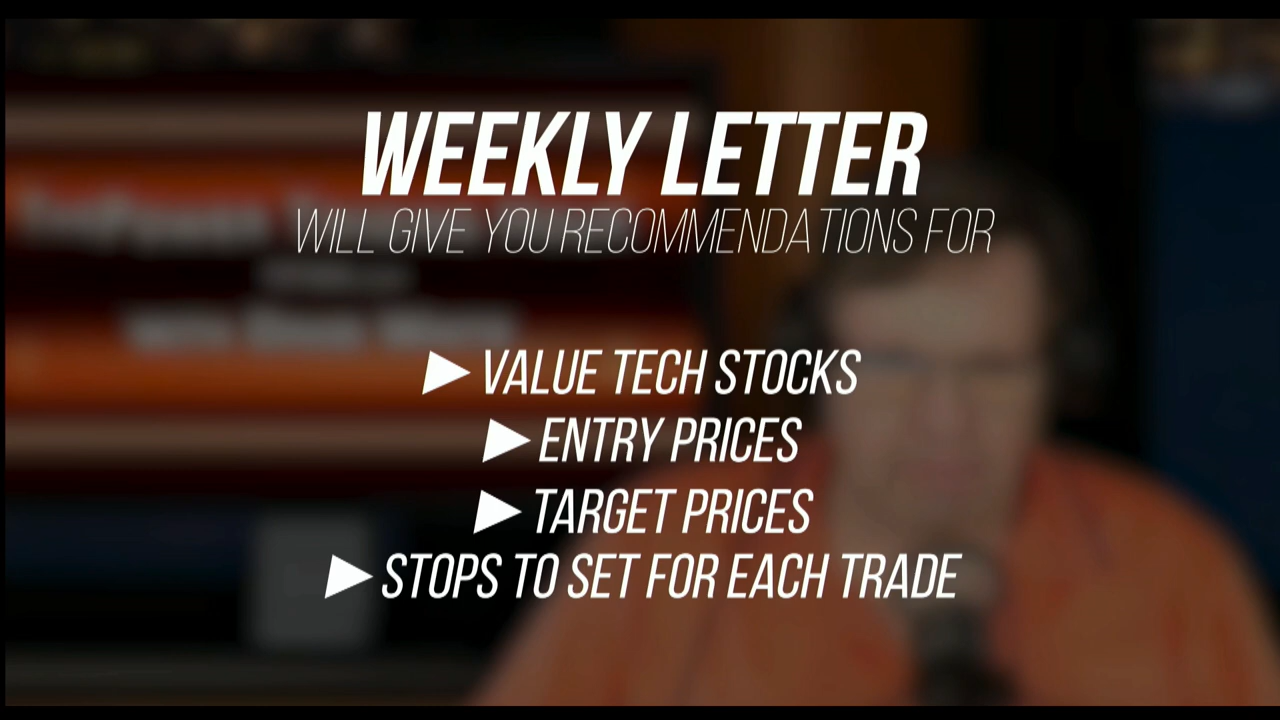 WEEKLY LETTER
WILL GIVE YOU RECOMMENDATIONS FOR
▶ VALUE TECH STOCKS
▶ ENTRY PRICES
▶ TARGET PRICES
▶ STOPS TO SET FOR EACH TRADE